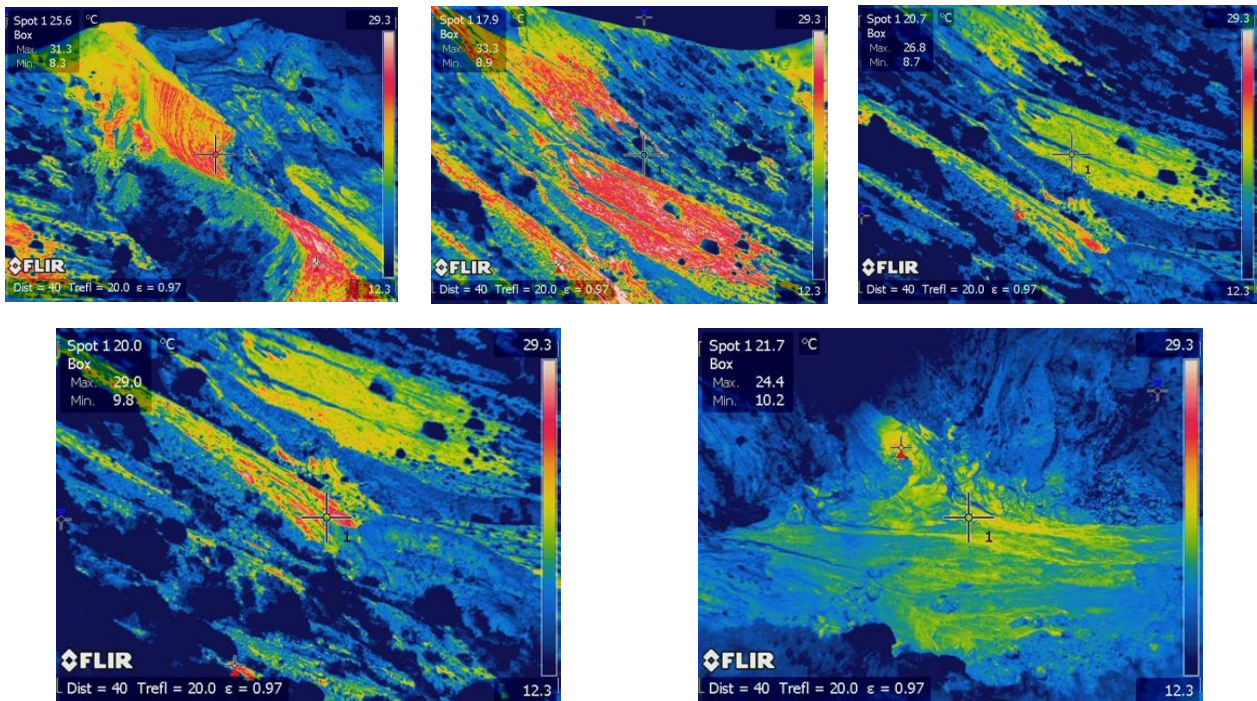 Spot 1 25.6 °C 29.3
Box
Max. 31.3
Min. 8.3
1
FLIR
Dist = 40 Trefl = 20.0 ε = 0.97 12.3
Spot 1 17.9 °C 29.3
Box
Max. 33.3
Min. 8.9
1
FLIR
Dist = 40 Trefl = 20.0 ε = 0.97 12.3
Spot 1 20.7 °C 29.3
Box
Max. 26.8
Min. 8.7
1
FLIR
Dist = 40 Trefl = 20.0 ε = 0.97 12.3
Spot 1 20.0 °C 29.3
Box
Max. 29.0
Min. 9.8
1
FLIR
Dist = 40 Trefl = 20.0 ε = 0.97 12.3
Spot 1 21.7 °C 29.3
Box
Max. 24.4
Min. 10.2
1
FLIR
Dist = 40 Trefl = 20.0 ε = 0.97 12.3